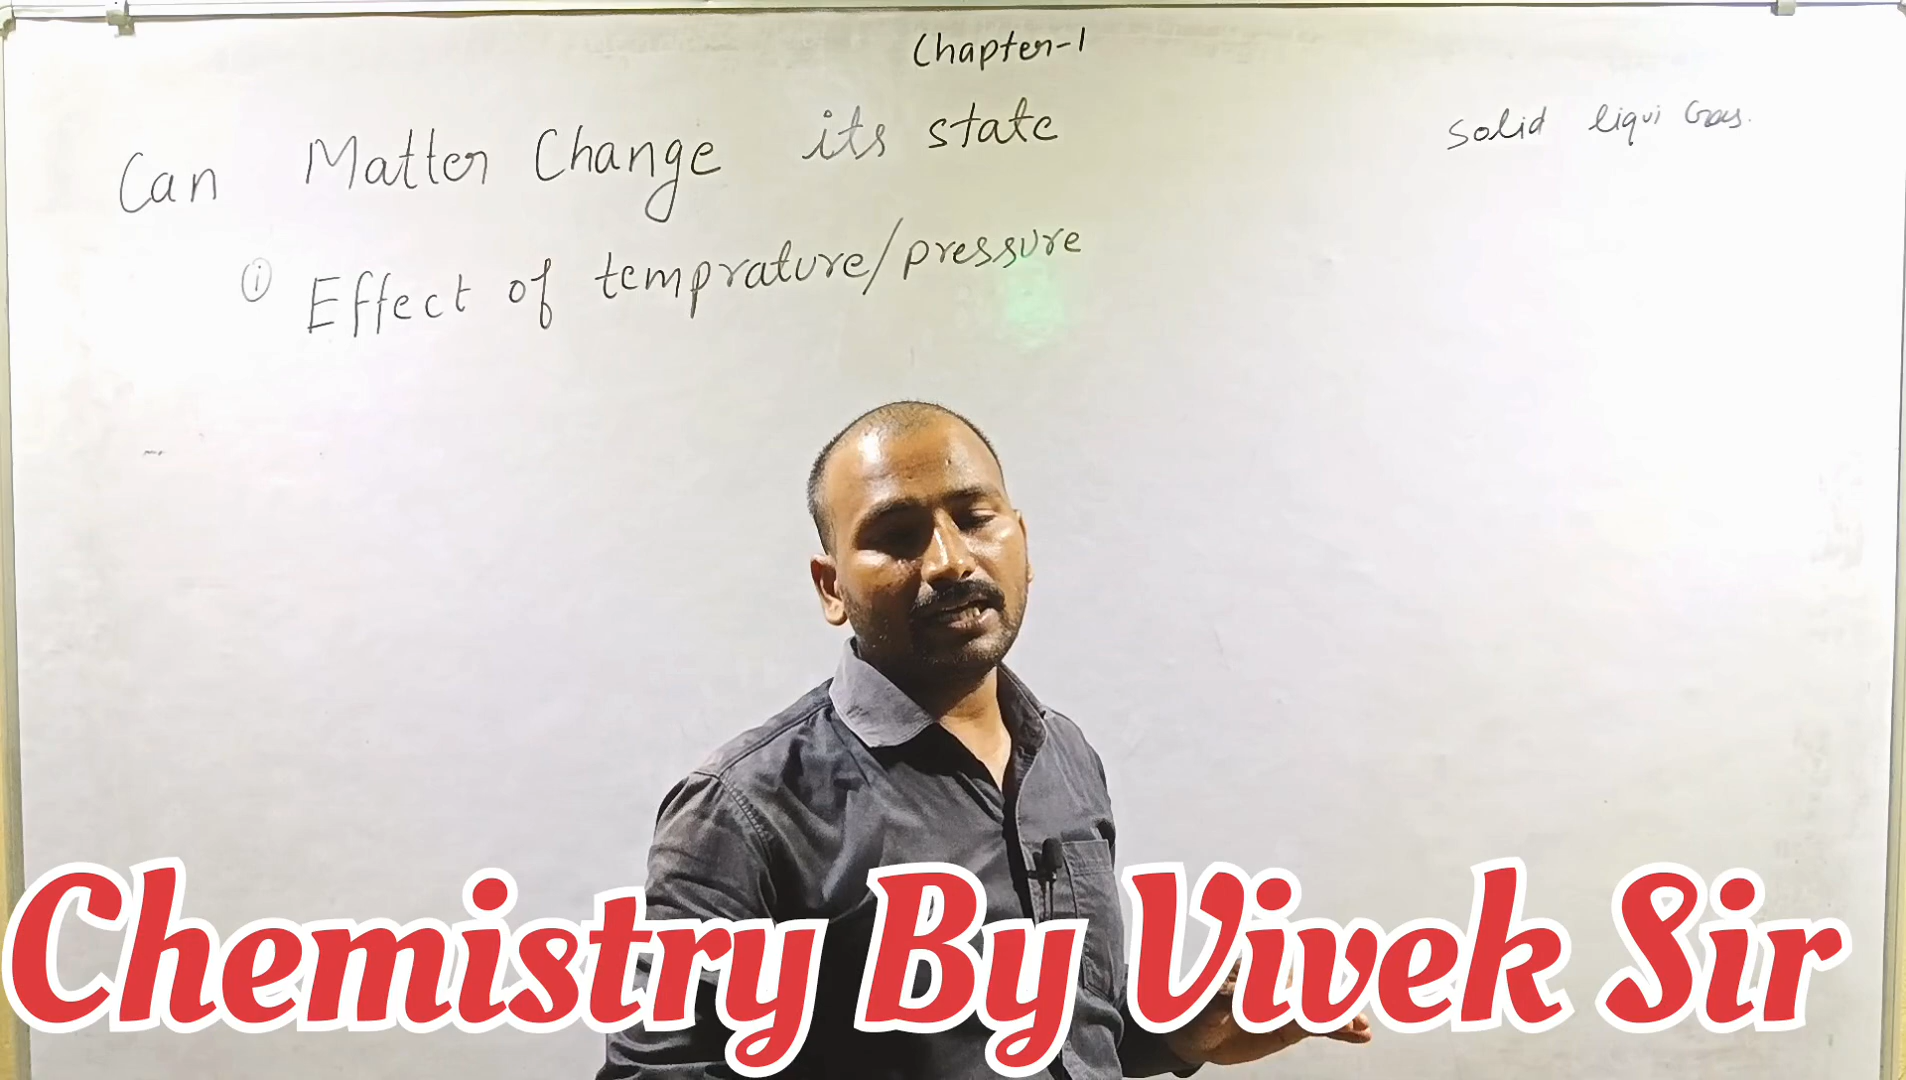 Chapter-1
Can Matter Change its state
Solid liqui Gas.
i Effect of temprature/pressure
Chemistry By Vivek Sir